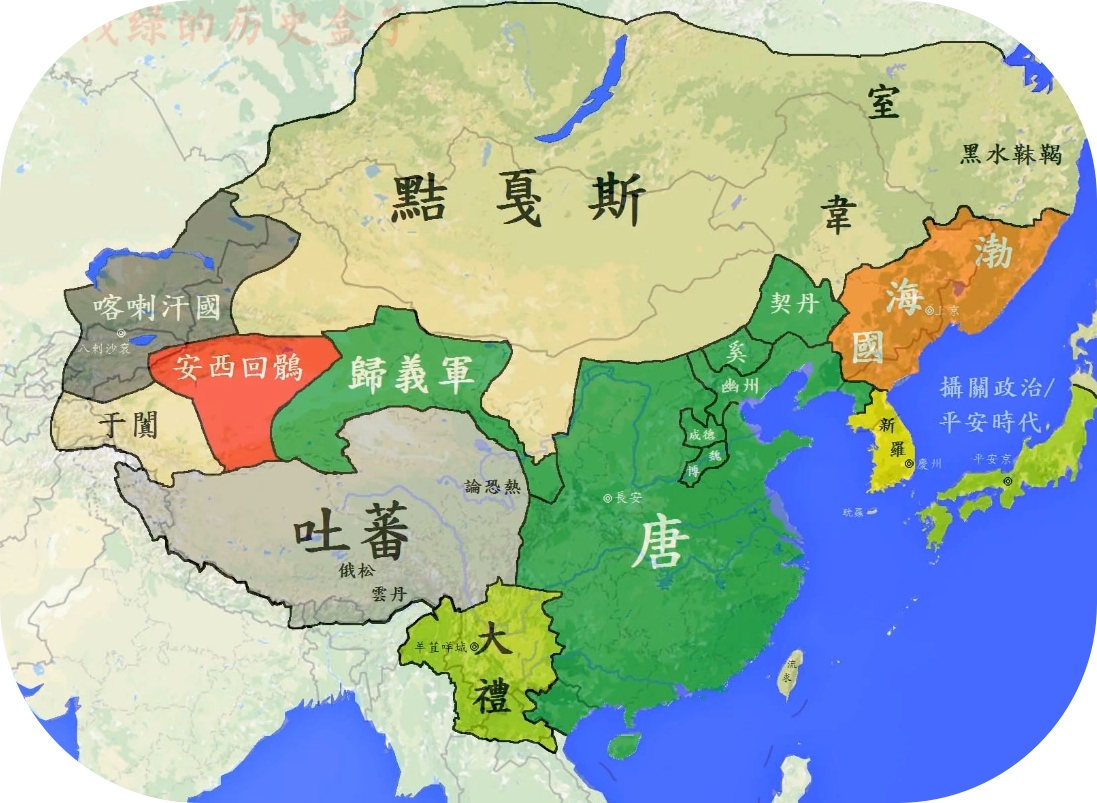 我绿的历史盒子
室
黑水靺鞨
黠戛斯
韋
渤
海
國
上京
契丹
喀喇汗國
八剌沙衮
安西回鶻
歸義軍
奚
幽州
攝關政治/
平安時代
于闐
成德
魏
博
新
羅
慶州
平安京
論恐熱
長安
耽羅
吐蕃
唐
俄松
雲丹
大
羊苴咩城
禮
流
求